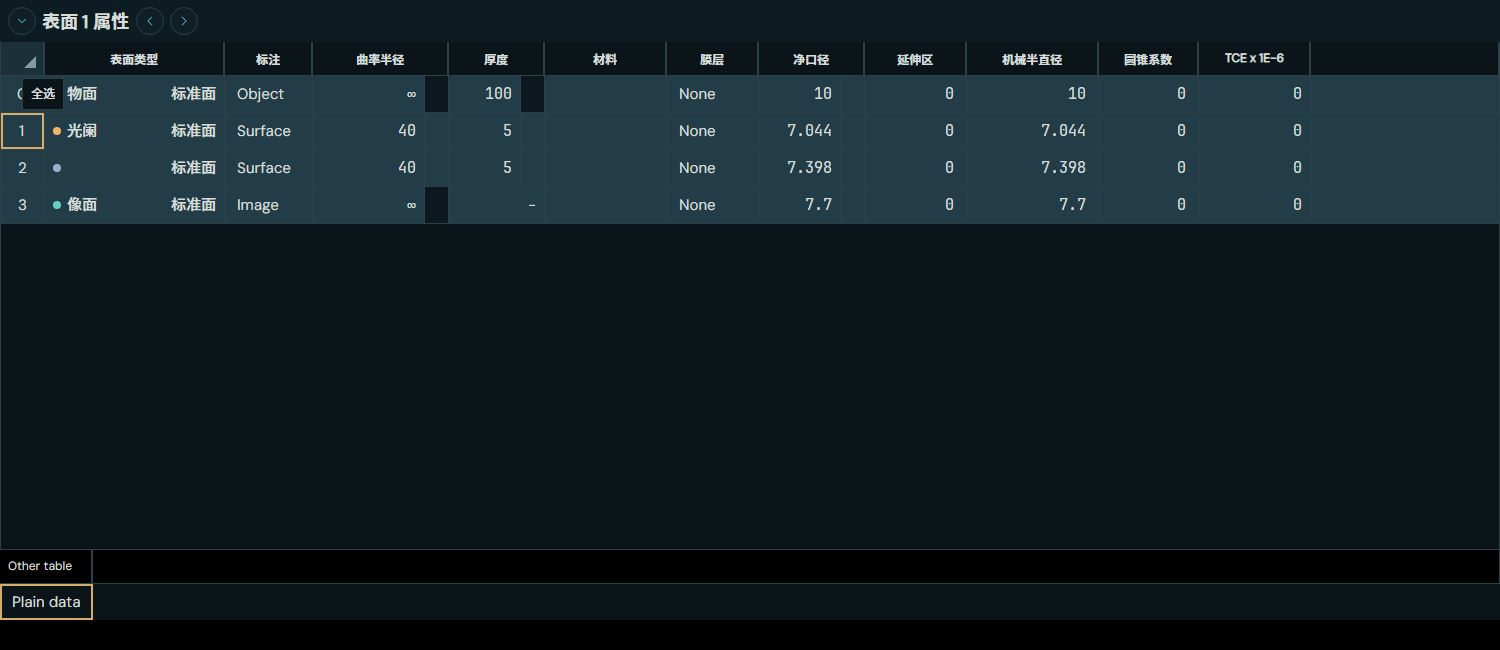 表面1属性
表面类型 标注 曲率半径 厚度 材料 膜层 净口径 延伸区 机械半直径 圆锥系数 TCE x 1E-6
全选 物面 标准面 Object ∞ 100 None 10 0 10 0 0
1 光阑 标准面 Surface 40 5 None 7.044 0 7.044 0 0
2 标准面 Surface 40 5 None 7.398 0 7.398 0 0
3 像面 标准面 Image ∞ – None 7.7 0 7.7 0 0
Other table
Plain data